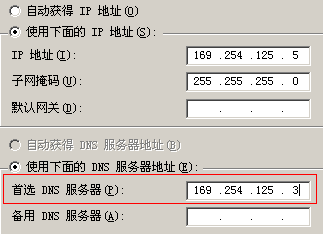 自动获得 IP 地址(O)
使用下面的 IP 地址(S):
IP 地址(I): 169 .254 .125 . 5
子网掩码(U): 255 .255 .255 . 0
默认网关(D): . . .
自动获得 DNS 服务器地址(B)
使用下面的 DNS 服务器地址(E):
首选 DNS 服务器(P): 169 .254 .125 . 3
备用 DNS 服务器(A): . . .